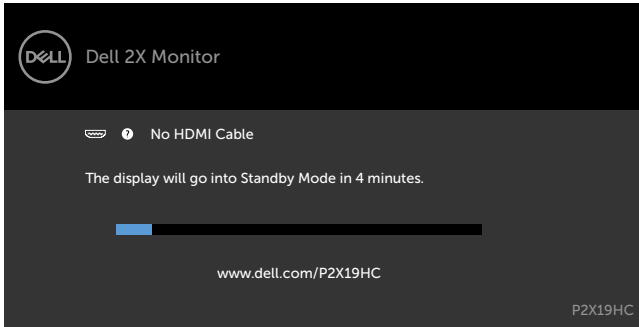 DELL
Dell 2X Monitor
? No HDMI Cable
The display will go into Standby Mode in 4 minutes.
www.dell.com/P2X19HC
P2X19HC